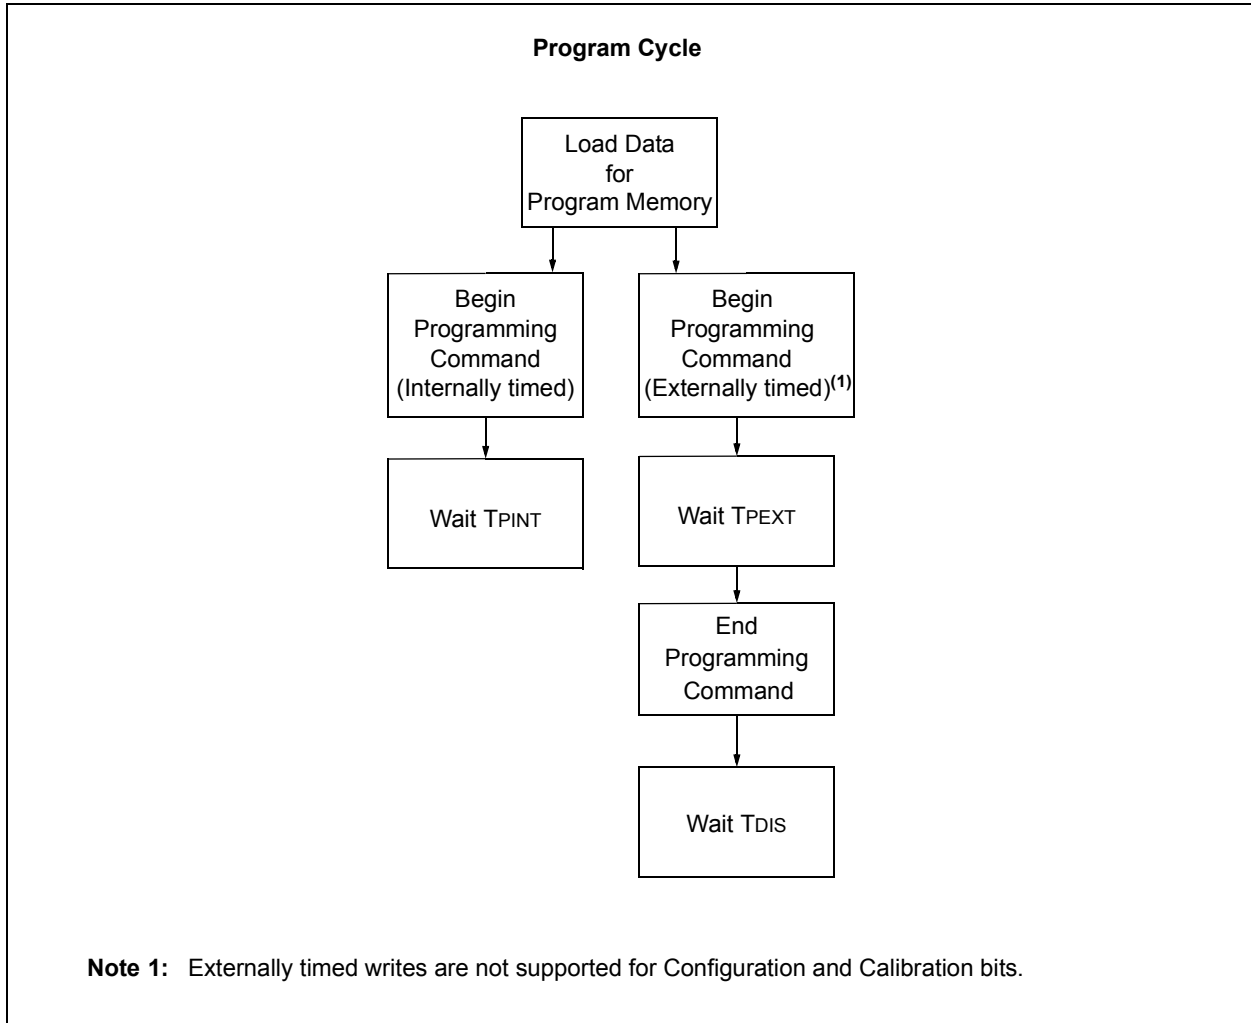 Program Cycle
Load Data
for
Program Memory
Begin
Programming
Command
(Internally timed)
Begin
Programming
Command
(Externally timed)(1)
Wait TPINT
Wait TPEXT
End
Programming
Command
Wait TDIS
Note 1: Externally timed writes are not supported for Configuration and Calibration bits.